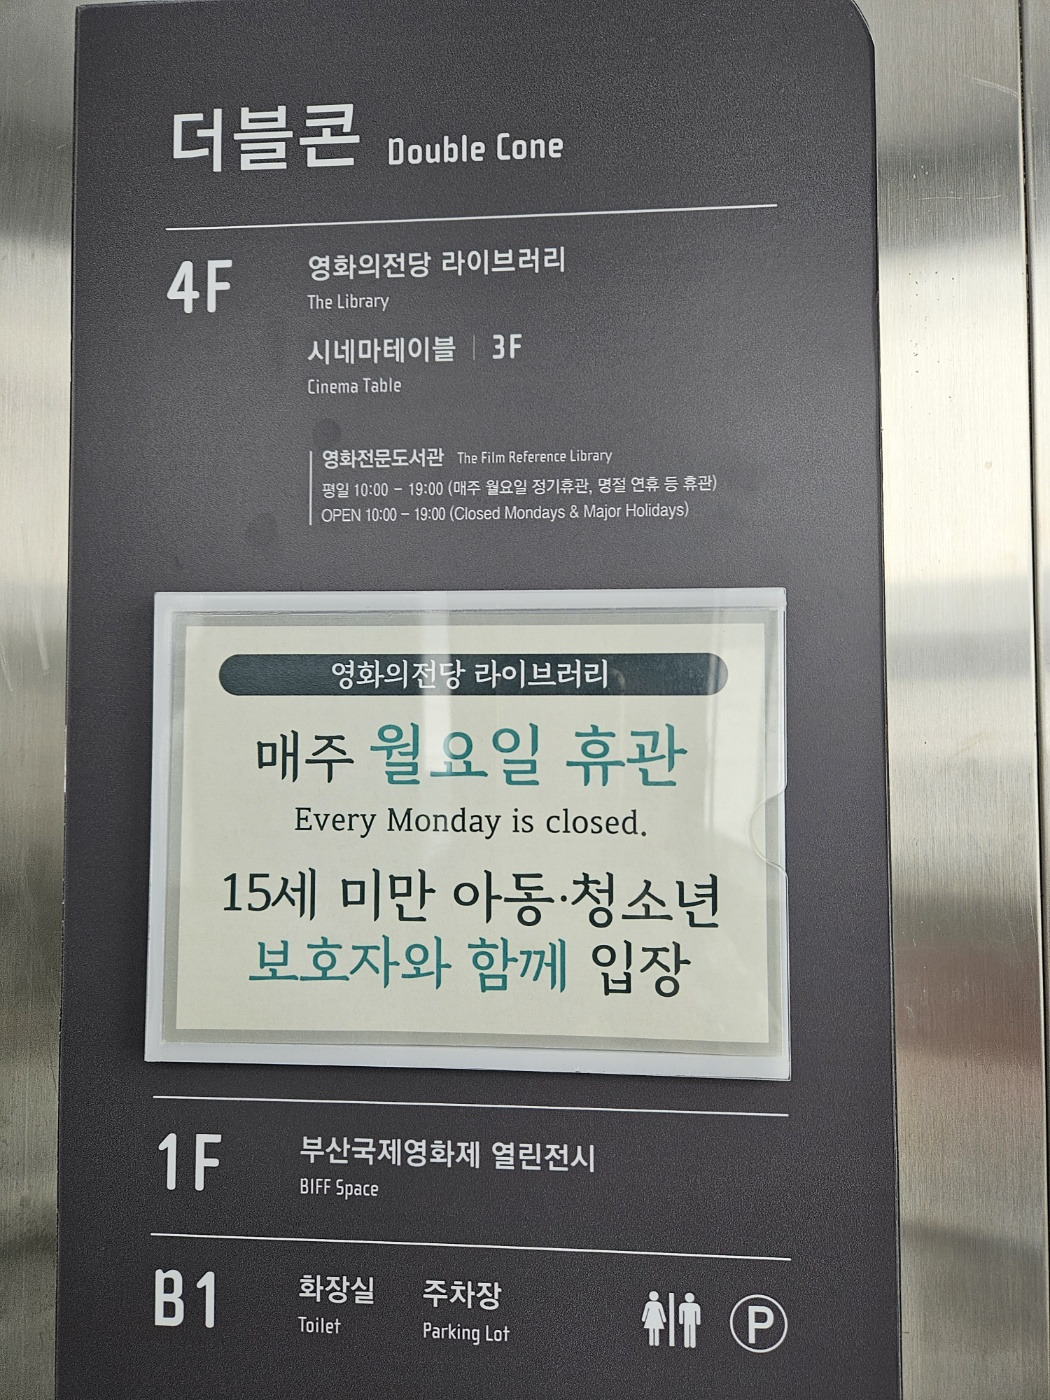 더블콘 Double Cone
4F
영화의전당 라이브러리
The Library
시네마테이블 | 3F
Cinema Table
영화전문도서관 The Film Reference Library
평일 10:00 – 19:00 (매주 월요일 정기휴관, 명절 연휴 등 휴관)
OPEN 10:00 – 19:00 (Closed Mondays & Major Holidays)
영화의전당 라이브러리
매주 월요일 휴관
Every Monday is closed.
15세 미만 아동·청소년
보호자와 함께 입장
1F
부산국제영화제 열린전시
BIFF Space
B1
화장실 주차장
Toilet Parking Lot
P